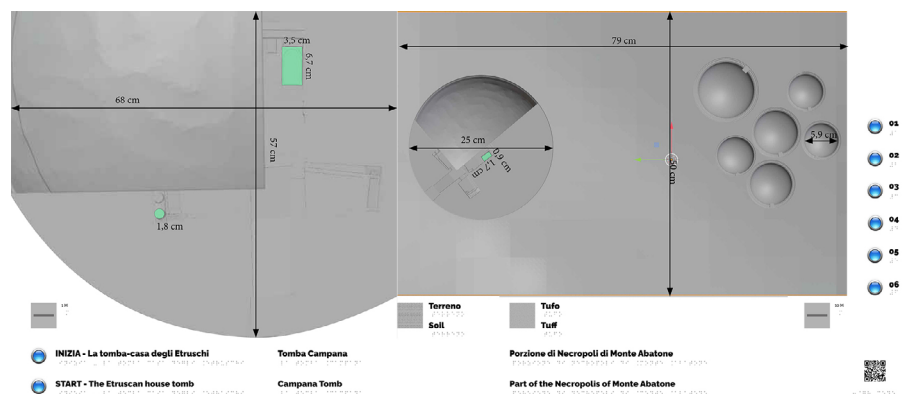 3,5 cm
6,7 cm
68 cm
57 cm
1,8 cm
79 cm
25 cm
0,9 cm
1,7 cm
50 cm
5,9 cm
01
02
03
04
05
06
Terreno
Soil
Tufo
Tuff
INIZIA - La tomba-casa degli Etruschi
START - The Etruscan house tomb
Tomba Campana
Campana Tomb
Porzione di Necropoli di Monte Abatone
Part of the Necropolis of Monte Abatone